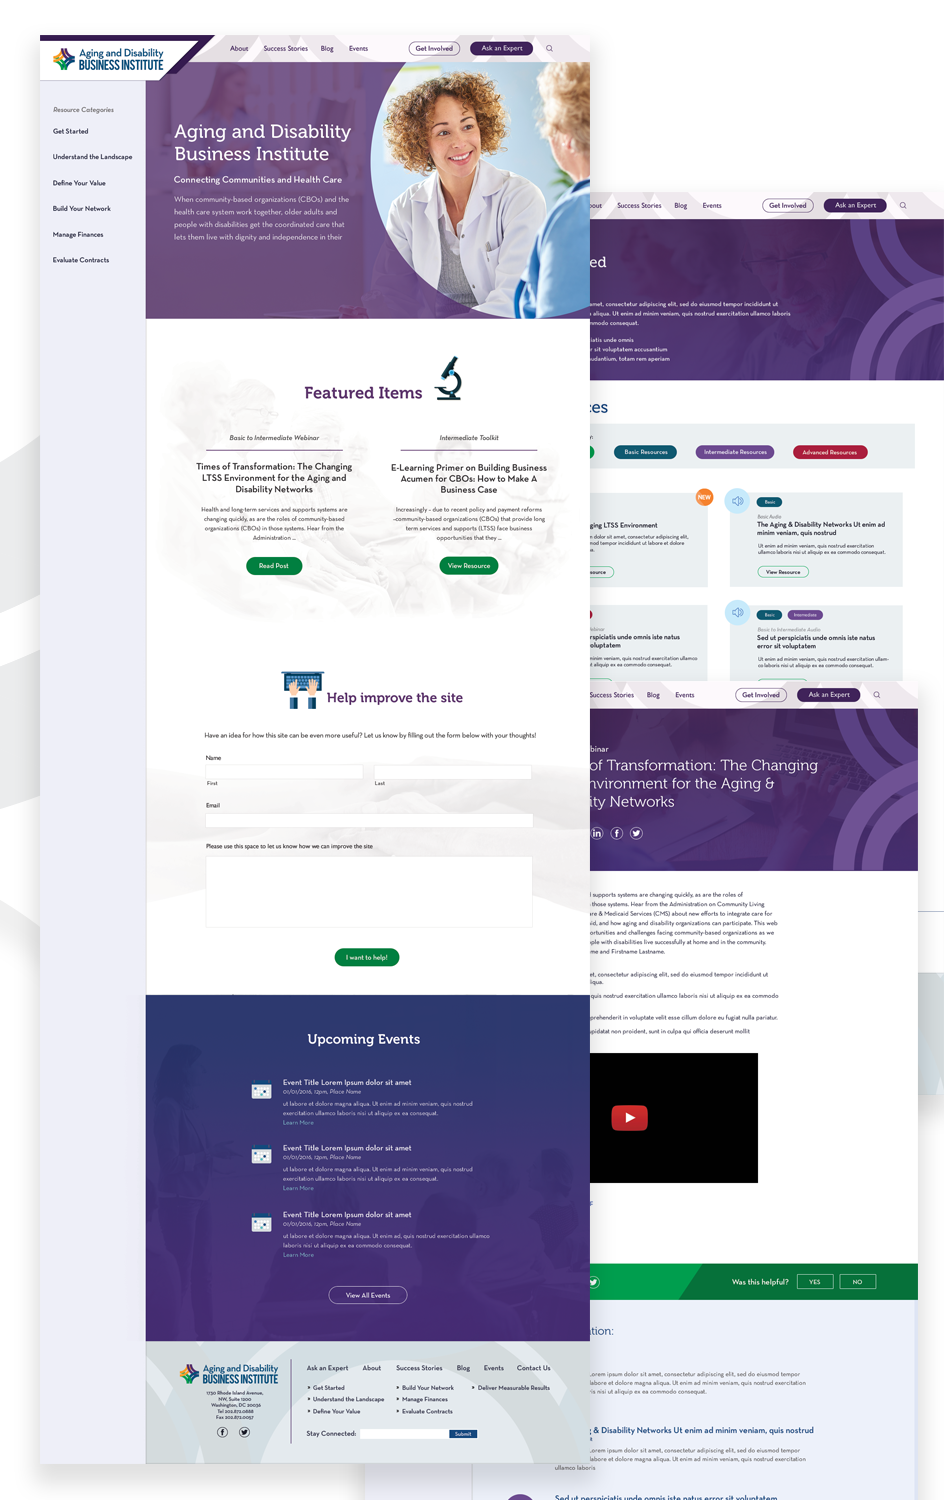 Aging and Disability
BUSINESS INSTITUTE
About
Success Stories
Blog
Events
Get Involved
Ask an Expert
Resource Categories
Get Started
Understand the Landscape
Define Your Value
Build Your Network
Manage Finances
Evaluate Contracts
Aging and Disability
Business Institute
Connecting Communities and Health Care
When community-based organizations (CBOs) and the
health care system work together, older adults and
people with disabilities get the coordinated care that
lets them live with dignity and independence in their
Featured Items
Basic to Intermediate Webinar
Times of Transformation: The Changing
LTSS Environment for the Aging and
Disability Networks
Health and long-term services and supports systems are
changing quickly, as are the roles of community-based
organizations (CBOs) in those systems. Hear from the
Administration ...
Read Post
Intermediate Toolkit
E-Learning Primer on Building Business
Acumen for CBOs: How to Make A
Business Case
Increasingly - due to recent policy and payment reforms
-community-based organizations (CBOs) that provide long
term services and supports (LTSS) face business
opportunities that they ...
View Resource
Help improve the site
Have an idea for how this site can be even more useful? Let us know by filling out the form below with your thoughts!
Name
First
Last
Email
Please use this space to let us know how we can improve the site
I want to help!
Upcoming Events
Event Title Lorem Ipsum dolor sit amet
01/01/2016, 12pm, Place Name
ut labore et dolore magna aliqua. Ut enim ad minim veniam, quis nostrud
exercitation ullamco laboris nisi ut aliquip ex ea consequat.
Learn More
Event Title Lorem Ipsum dolor sit amet
01/01/2016, 12pm, Place Name
ut labore et dolore magna aliqua. Ut enim ad minim veniam, quis nostrud
exercitation ullamco laboris nisi ut aliquip ex ea consequat.
Learn More
Event Title Lorem Ipsum dolor sit amet
01/01/2016, 12pm, Place Name
ut labore et dolore magna aliqua. Ut enim ad, quis nostrud exercitation ullamco
laboris nisi ut aliquip ex ea commodo consequat.
Learn More
View All Events
Aging and Disability
BUSINESS INSTITUTE
1730 Rhode Island Avenue,
NW, Suite 1200
Washington, DC 20036
Tel 202.872.0888
Fax 202.872.0057
Ask an Expert
About
Success Stories
Blog
Events
Contact Us
Get Started
Understand the Landscape
Define Your Value
Build Your Network
Manage Finances
Evaluate Contracts
Deliver Measurable Results
Stay Connected:
Submit
bout
Success Stories
Blog
Events
Get Involved
Ask an Expert
ed
amet, consectetur adipiscing elit, sed do eiusmod tempor incididunt ut
aliqua. Ut enim ad minim veniam, quis nostrud exercitation ullamco laboris
mmodo consequat.
iatis unde omnis
r sit voluptatem accusantium
udantium, totam rem aperiam
ces
Basic Resources
Intermediate Resources
Advanced Resources
NEW
ging LTSS Environment
m dolor sit amet, consectetur adipiscing elit,
mod tempor incididunt ut labore et dolore
source
Basic
Basic Audio
The Aging & Disability Networks Ut enim ad
minim veniam, quis nostrud
Ut enim ad minim veniam, quis nostrud exercitation
ullamco laboris nisi ut aliquip ex ea commodo consequat.
View Resource
ebinar
rspiciatis unde omnis iste natus
oluptatem
minim veniam, quis nostrud exercitation ullamco
t aliquip ex ea commodo consequat.
Basic
Intermediate
Basic to Intermediate Audio
Sed ut perspiciatis unde omnis iste natus
error sit voluptatem
Ut enim ad minim veniam, quis nostrud exercitation ullam-
co laboris nisi ut aliquip ex ea commodo consequat.
Success Stories
Blog
Events
Get Involved
Ask an Expert
binar
of Transformation: The Changing
nvironment for the Aging &
ity Networks
d supports systems are changing quickly, as are the roles of
those systems. Hear from the Administration on Community Living
are & Medicaid Services (CMS) about new efforts to integrate care for
id, and how aging and disability organizations can participate. This web
ortunities and challenges facing community-based organizations as we
ple with disabilities live successfully at home and in the community.
me and Firstname Lastname.
et, consectetur adipiscing elit, sed do eiusmod tempor incididunt ut
liqua.
quis nostrud exercitation ullamco laboris nisi ut aliquip ex ea commodo
prehenderit in voluptate velit esse cillum dolore eu fugiat nulla pariatur.
upidatat non proident, sunt in culpa qui officia deserunt mollit
Was this helpful?
YES
NO
ation:
Lorem ipsum dolor sit amet, consectetur adipiscing elit, sed do eiusmod tempor
labore et dolore magna aliqua. Ut enim ad minim veniam, quis nostrud exercitation
is nisi ut aliquip ex ea commodo consequat.
g & Disability Networks Ut enim ad minim veniam, quis nostrud
Lorem ipsum dolor sit amet, consectetur adipiscing elit, sed do eiusmod tempor
labore et dolore magna aliqua. Ut enim ad minim veniam, quis nostrud exercitation
ullamco laboris
Sed ut perspiciatis unde omnis iste natus error sit voluptatem